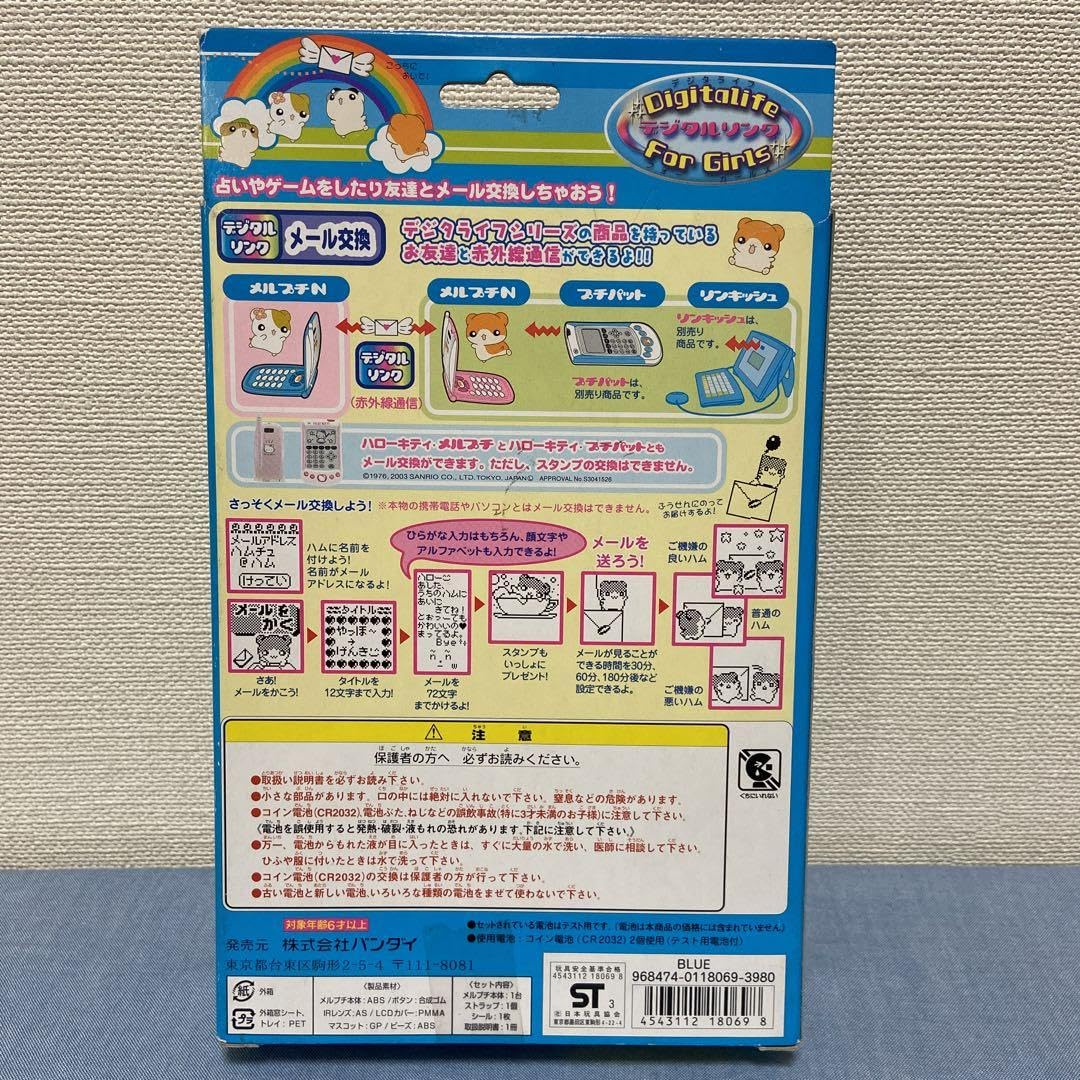 こっちに
おいで!
デジタライフ
Digitalife
デジタルリンク
For Girls
占いやゲームをしたり友達とメール交換しちゃおう!
デジタル
リンク
メール交換
デジタライフシリーズの商品を持っている
お友達と赤外線通信ができるよ!!
メルプチN
メルプチN
プチパット
リンキッシュ
デジタル
リンク
(赤外線通信)
プチパットは、
別売り商品です。
リンキッシュは、
別売り
商品です。
ハローキティ・メルプチとハローキティ・プチパットとも
メール交換ができます。ただし、スタンプの交換はできません。
©1976, 2003 SANRIO CO., LTD. TOKYO, JAPAN Ⓛ APPROVAL No.S3041526
さっそくメール交換しよう!
※本物の携帯電話やパソコンとはメール交換はできません。
ふうせんにのって
お届けするよ!
メールアドレス
ハムチュ
@ハム
けってい
ハムに名前を
付けよう!
名前がメール
アドレスになるよ!
ひらがな入力はもちろん、顔文字や
アルファベットも入力できるよ!
メールを
送ろう!
ご機嫌の
良いハム
メールを
かく
さあ!
メールをかこう!
タイトル
やっほ~
→
げんき
タイトルを
12文字まで入力!
ハロー
あした、
うちのハムに
あいに
きてね!
とぉっても
かわいいの♥
まってるよ。
Bye
メールを
72文字
までかけるよ!
スタンプも
いっしょに
プレゼント!
メールが見ることが
できる時間を30分、
60分、180分後など
設定できるよ。
普通の
ハム
ご機嫌の
悪いハム
注意
保護者の方へ 必ずお読みください。
●取扱い説明書を必ずお読み下さい。
●小さな部品があります。口の中には絶対に入れないで下さい。窒息などの危険があります。
●コイン電池(CR2032)、電池ぶた、ねじなどの誤飲事故(特に3才未満のお子様)に注意して下さい。
《電池を誤使用すると発熱・破裂・液もれの恐れがあります。下記に注意して下さい。》
●万一、電池からもれた液が目に入ったときは、すぐに大量の水で洗い、医師に相談して下さい。
ひふや服に付いたときは水で洗って下さい。
●コイン電池(CR2032)の交換は保護者の方が行って下さい。
●古い電池と新しい電池、いろいろな種類の電池をまぜて使わないで下さい。
くちにいれない
対象年齢6才以上
発売元 株式会社バンダイ
東京都台東区駒形2-5-4 〒111-8081
●セットされている電池はテスト用です。(電池は本商品の価格には含まれていません。)
●使用電池:コイン電池(CR2032)2個使用(テスト用電池付)
紙
外箱
プラ
外箱窓シート、
トレイ:PET
〈製品素材〉
メルプチ本体:ABS/ボタン:合成ゴム
IRレンズ:AS/LCDカバー:PMMA
マスコット:GP/ビーズ:ABS
〈セット内容〉
メルプチ本体:1台
ストラップ:1個
シール:1枚
取扱説明書:1冊
玩具安全基準合格
4543112 18069 8
ST 3
社 日本玩具協会
東京都墨田区東駒形4-22-4
BLUE
968474-0118069-3980
4 543112 180698